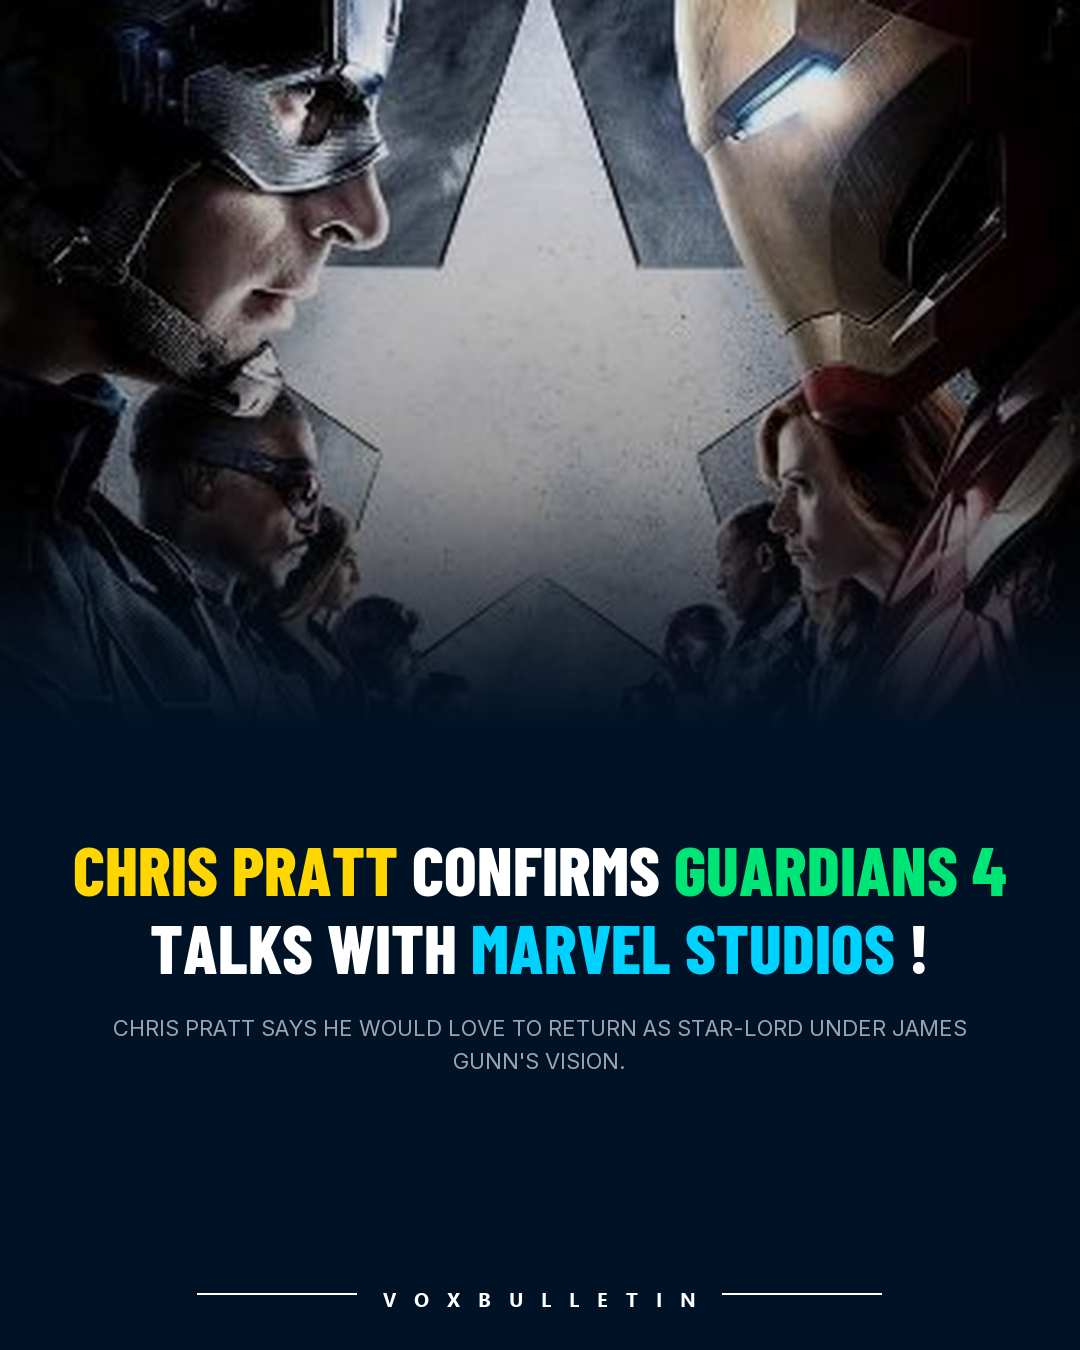 CHRIS PRATT CONFIRMS GUARDIANS 4
TALKS WITH MARVEL STUDIOS !
CHRIS PRATT SAYS HE WOULD LOVE TO RETURN AS STAR-LORD UNDER JAMES
GUNN'S VISION.
VOXBULLETIN